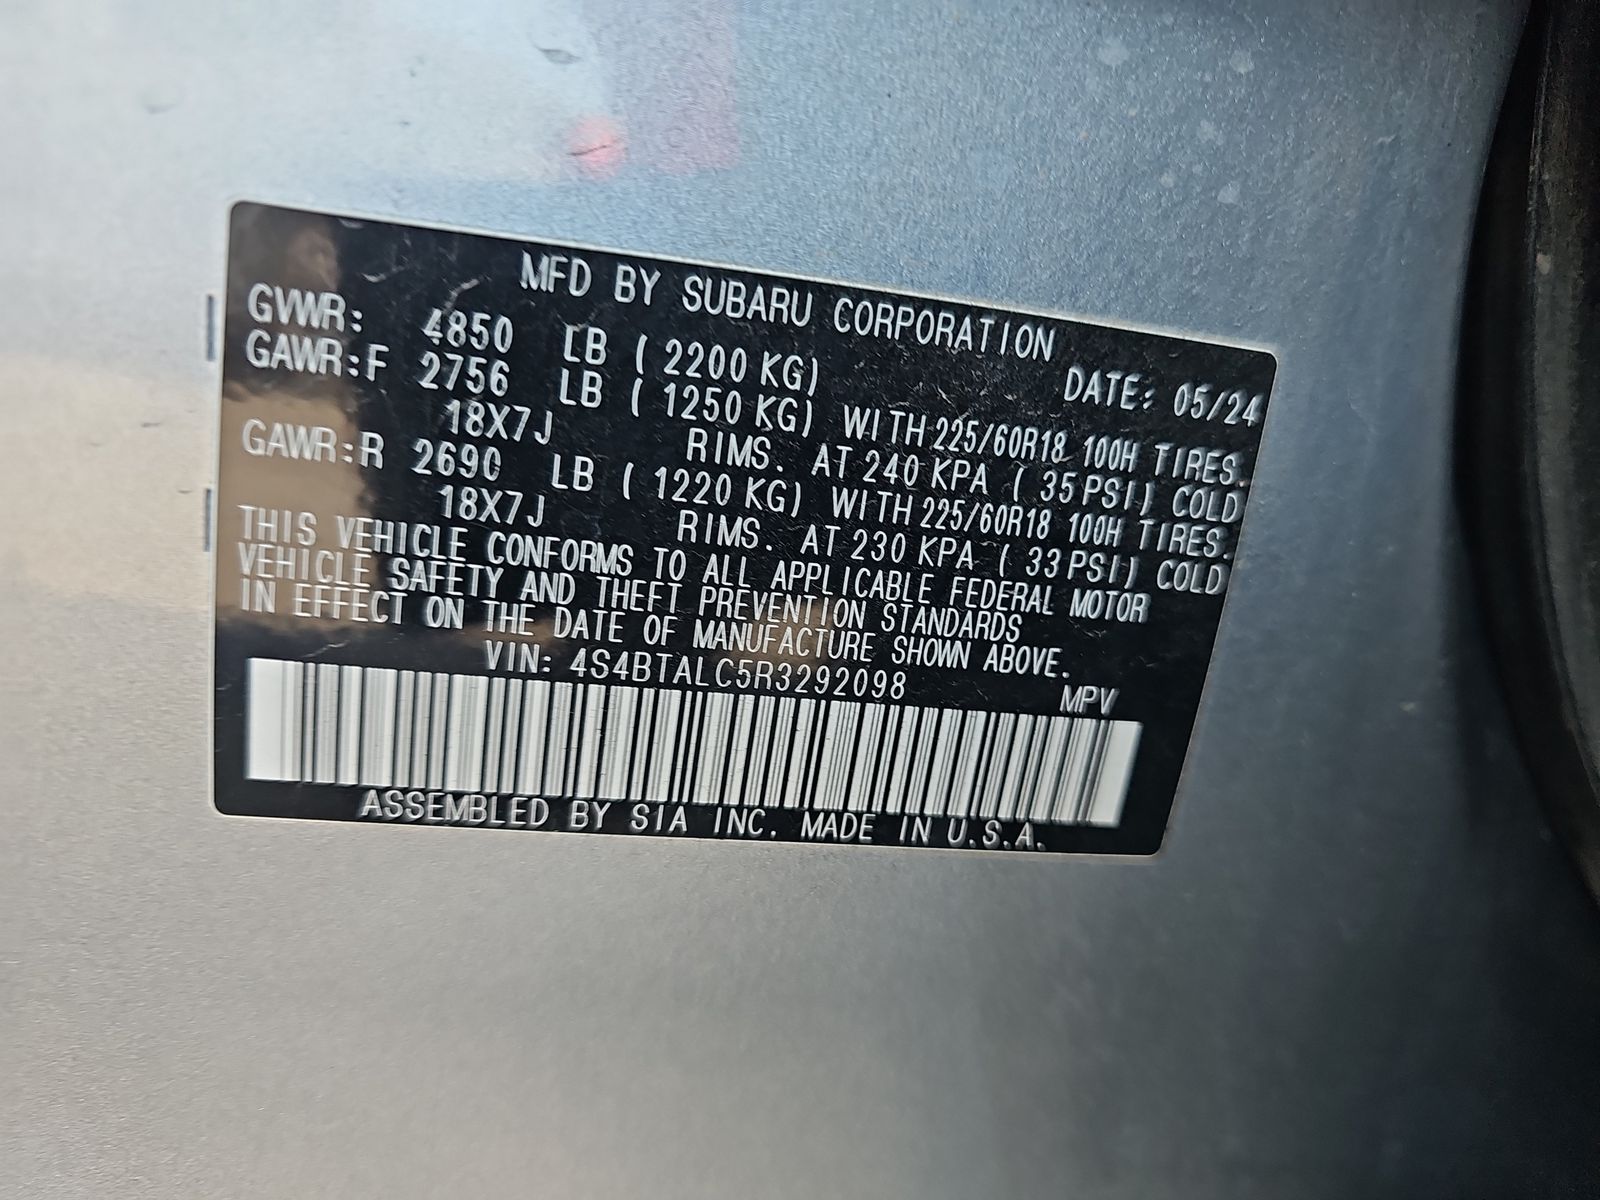 MFD BY SUBARU CORPORATION
GVWR: 4850 LB ( 2200 KG) DATE: 05/24
GAWR:F 2756 LB ( 1250 KG) WITH 225/60R18 100H TIRES.
18X7J RIMS. AT 240 KPA ( 35 PSI) COLD
GAWR:R 2690 LB ( 1220 KG) WITH 225/60R18 100H TIRES.
18X7J RIMS. AT 230 KPA ( 33 PSI) COLD
THIS VEHICLE CONFORMS TO ALL APPLICABLE FEDERAL MOTOR
VEHICLE SAFETY AND THEFT PREVENTION STANDARDS
IN EFFECT ON THE DATE OF MANUFACTURE SHOWN ABOVE.
VIN: 4S4BTALC5R3292098 MPV
ASSEMBLED BY SIA INC. MADE IN U.S.A.